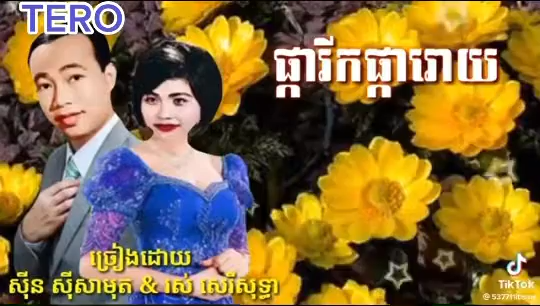 TERO
ផ្ការីកផ្ការោយ
ច្រៀងដោយ
ស៊ីន ស៊ីសាមុត & រស់ សេរីសុទ្ធា
TikTok